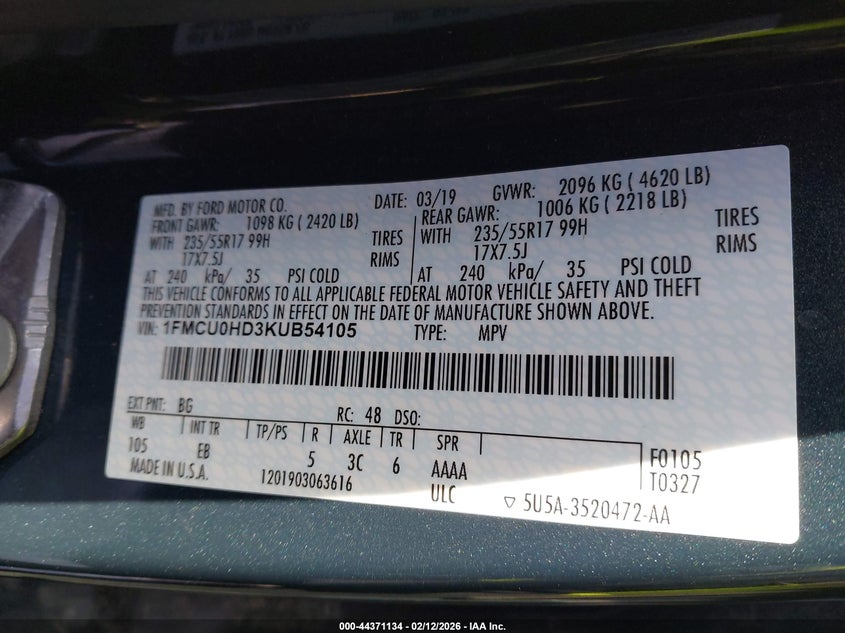 MFD. BY FORD MOTOR CO. DATE: 03/19 GVWR: 2096 KG ( 4620 LB)
FRONT GAWR: 1098 KG ( 2420 LB) REAR GAWR: 1006 KG ( 2218 LB)
WITH 235/55R17 99H TIRES WITH 235/55R17 99H TIRES
17X7.5J RIMS 17X7.5J RIMS
AT 240 kPa/ 35 PSI COLD AT 240 kPa/ 35 PSI COLD
THIS VEHICLE CONFORMS TO ALL APPLICABLE FEDERAL MOTOR VEHICLE SAFETY AND THEFT
PREVENTION STANDARDS IN EFFECT ON THE DATE OF MANUFACTURE SHOWN ABOVE.
VIN: 1FMCU0HD3KUB54105 TYPE: MPV
EXT PNT: BG RC: 48 DSO:
WB INT TR TP/PS R AXLE TR SPR
105 EB 5 3C 6 AAAA F0105
MADE IN U.S.A. 1201903063616 ULC T0327
5U5A-3520472-AA
000-44371134 - 02/12/2026 - IAA Inc.